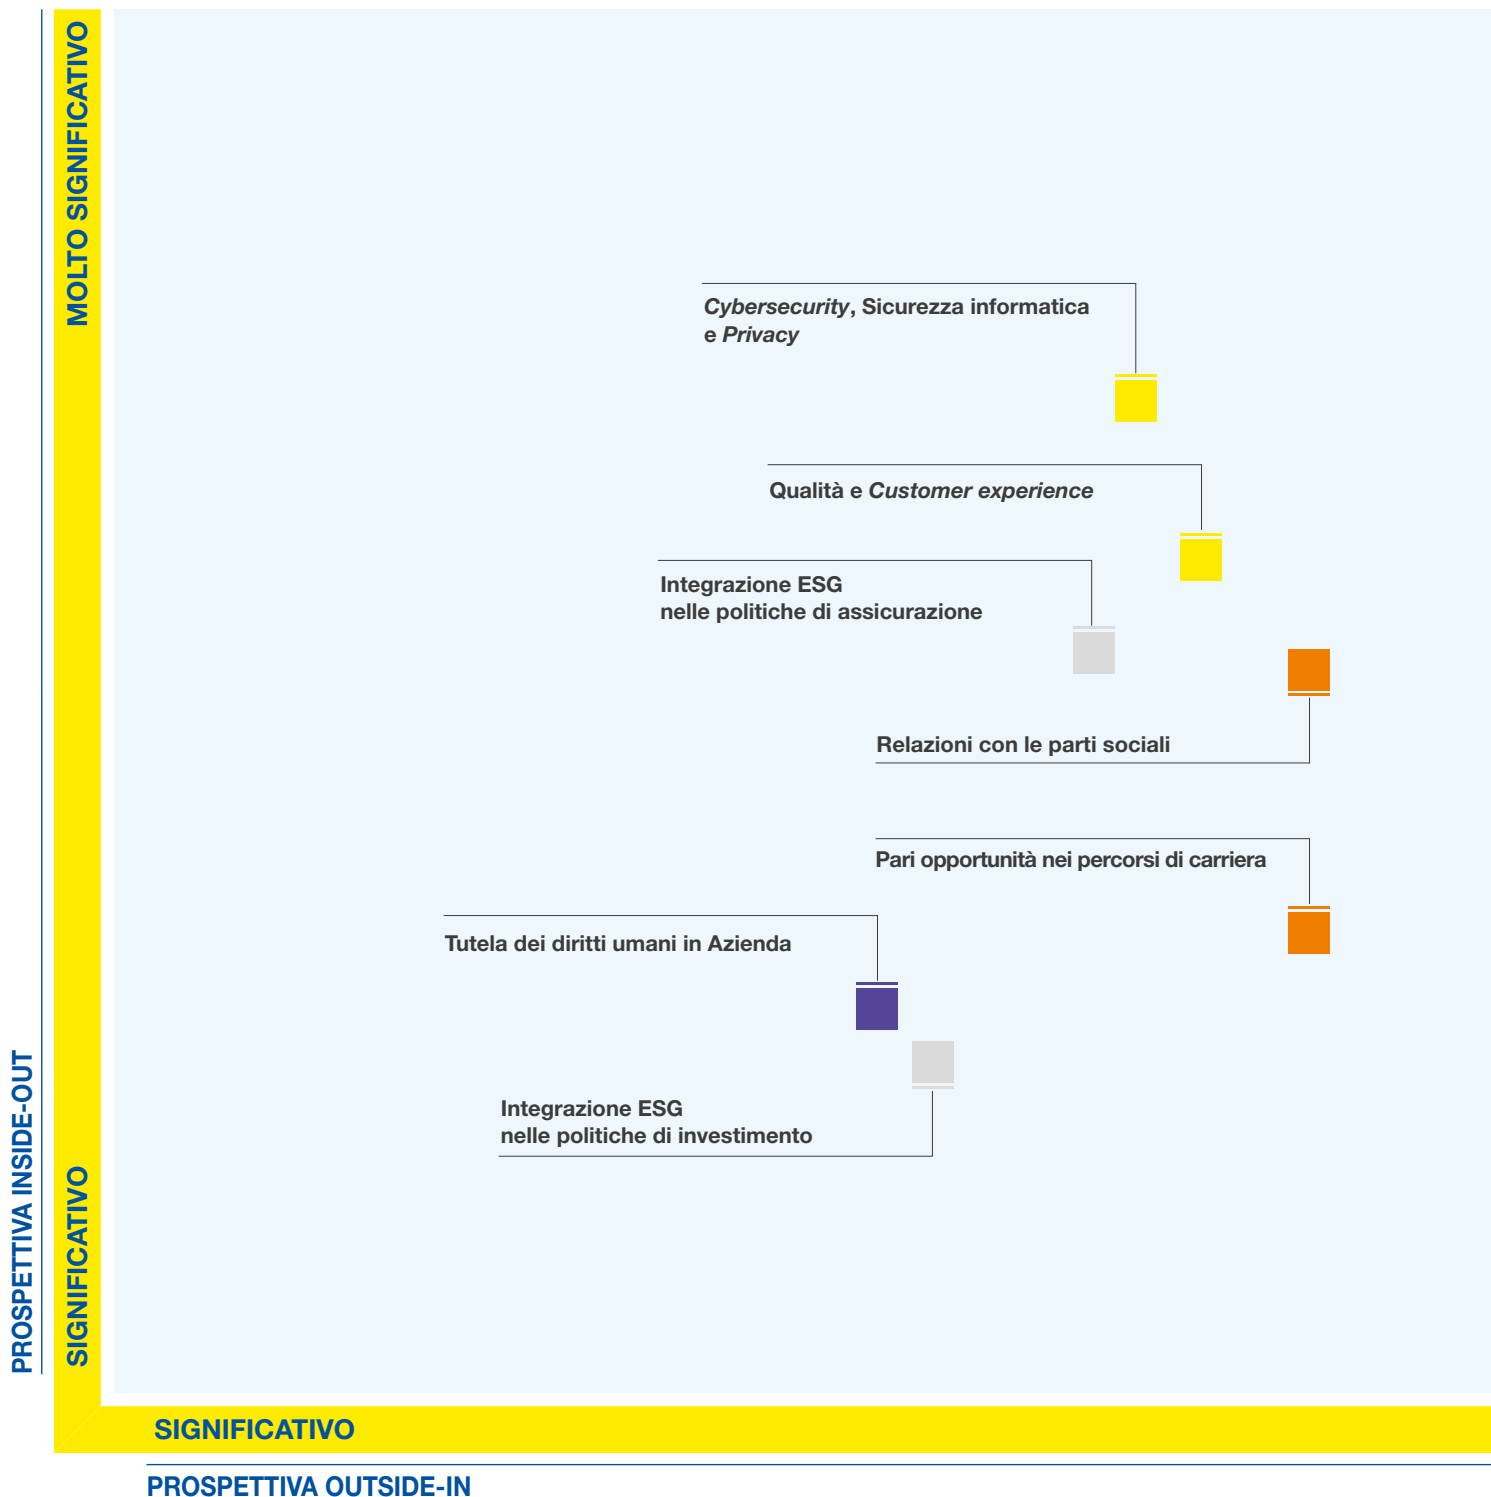 MOLTO SIGNIFICATIVO
Cybersecurity, Sicurezza informatica
e Privacy
Qualità e Customer experience
Integrazione ESG
nelle politiche di assicurazione
Relazioni con le parti sociali
Pari opportunità nei percorsi di carriera
Tutela dei diritti umani in Azienda
Integrazione ESG
nelle politiche di investimento
PROSPETTIVA INSIDE-OUT
SIGNIFICATIVO
SIGNIFICATIVO
PROSPETTIVA OUTSIDE-IN